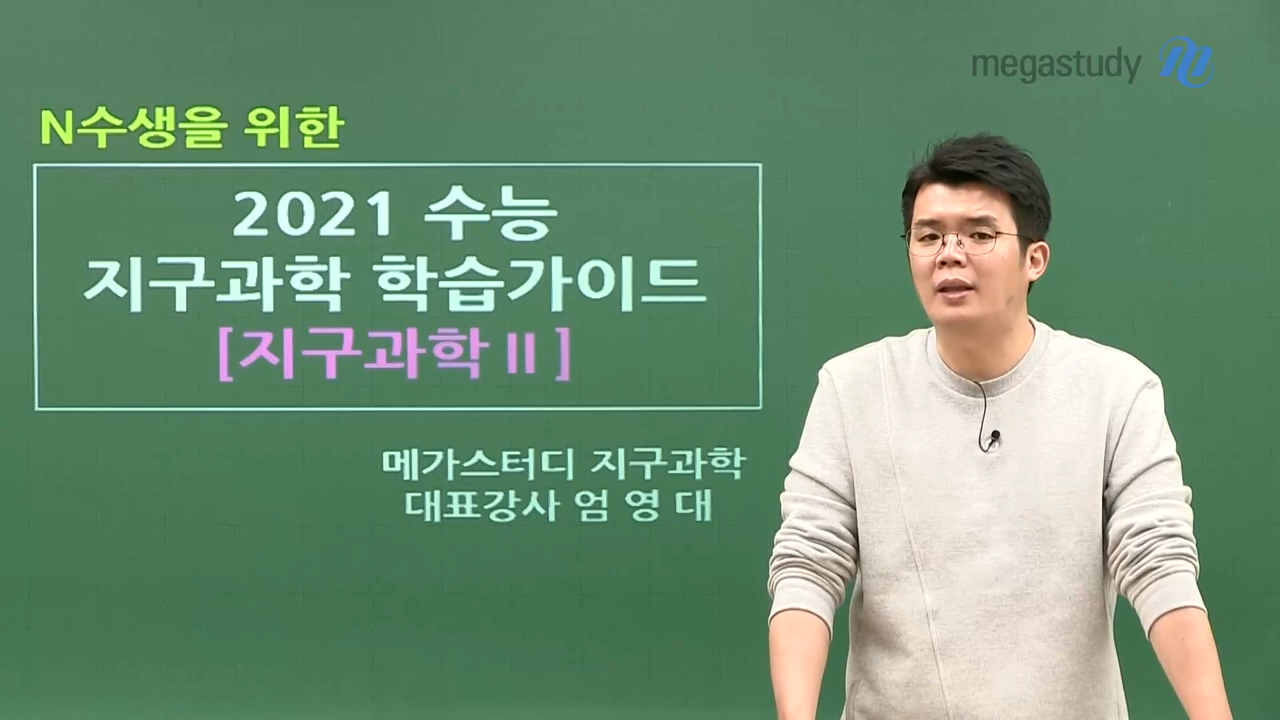 megastudy
N수생을 위한
2021 수능
지구과학 학습가이드
[지구과학 II]
메가스터디 지구과학
대표강사 엄 영 대